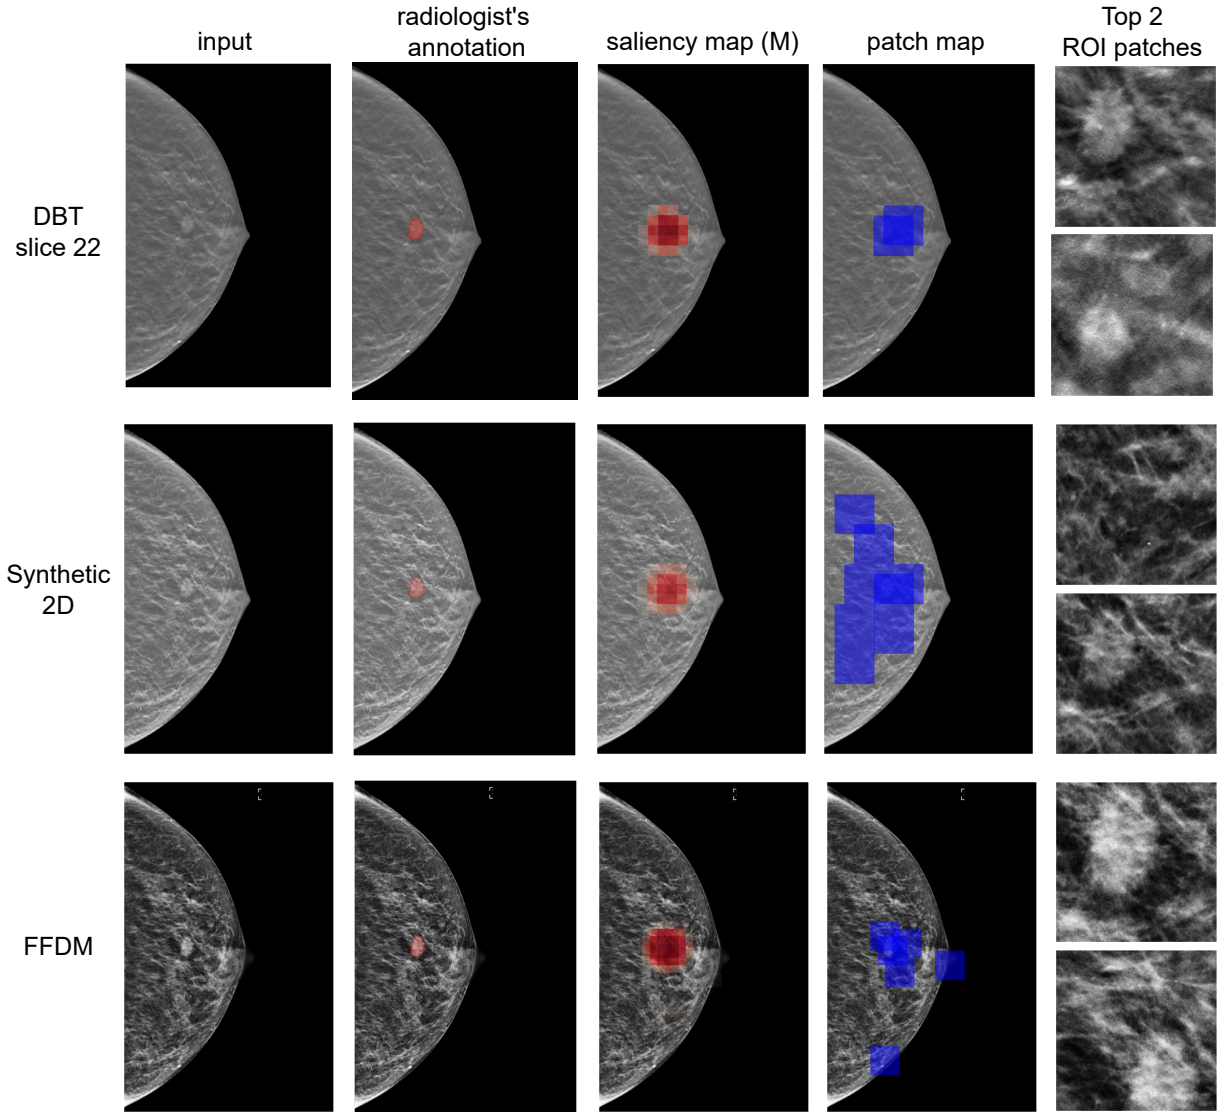 input
radiologist's
annotation
saliency map (M)
patch map
Top 2
ROI patches
DBT
slice 22
Synthetic
2D
FFDM